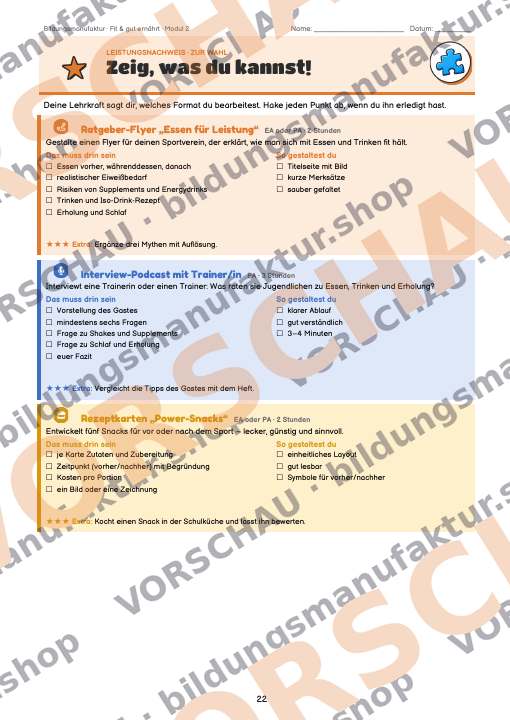 Bildungsmanufaktur · Fit & gut ernährt · Modul 2
Name: ____________________ Datum: __________
LEISTUNGSNACHWEIS · ZUR WAHL
Zeig, was du kannst!
Deine Lehrkraft sagt dir, welches Format du bearbeitest. Hake jeden Punkt ab, wenn du ihn erledigt hast.
Ratgeber-Flyer „Essen für Leistung“ EA oder PA · 2 Stunden
Gestalte einen Flyer für deinen Sportverein, der erklärt, wie man sich mit Essen und Trinken fit hält.
Das muss drin sein
☐ Essen vorher, währenddessen, danach
☐ realistischer Eiweißbedarf
☐ Risiken von Supplements und Energydrinks
☐ Trinken und Iso-Drink-Rezept
☐ Erholung und Schlaf
So gestaltest du
☐ Titelseite mit Bild
☐ kurze Merksätze
☐ sauber gefaltet
★★★ Extra: Ergänze drei Mythen mit Auflösung.
Interview-Podcast mit Trainer/in PA · 3 Stunden
Interviewt eine Trainerin oder einen Trainer: Was raten sie Jugendlichen zu Essen, Trinken und Erholung?
Das muss drin sein
☐ Vorstellung des Gastes
☐ mindestens sechs Fragen
☐ Frage zu Shakes und Supplements
☐ Frage zu Schlaf und Erholung
☐ euer Fazit
So gestaltest du
☐ klarer Ablauf
☐ gut verständlich
☐ 3–4 Minuten
★★★ Extra: Vergleicht die Tipps des Gastes mit dem Heft.
Rezeptkarten „Power-Snacks“ EA oder PA · 2 Stunden
Entwickelt fünf Snacks für vor oder nach dem Sport – lecker, günstig und sinnvoll.
Das muss drin sein
☐ je Karte Zutaten und Zubereitung
☐ Zeitpunkt (vorher/nachher) mit Begründung
☐ Kosten pro Portion
☐ ein Bild oder eine Zeichnung
So gestaltest du
☐ einheitliches Layout
☐ gut lesbar
☐ Symbole für vorher/nachher
★★★ Extra: Kocht einen Snack in der Schulküche und lasst ihn bewerten.
VORSCHAU · bildungsmanufaktur.shop
VORSCHAU
22